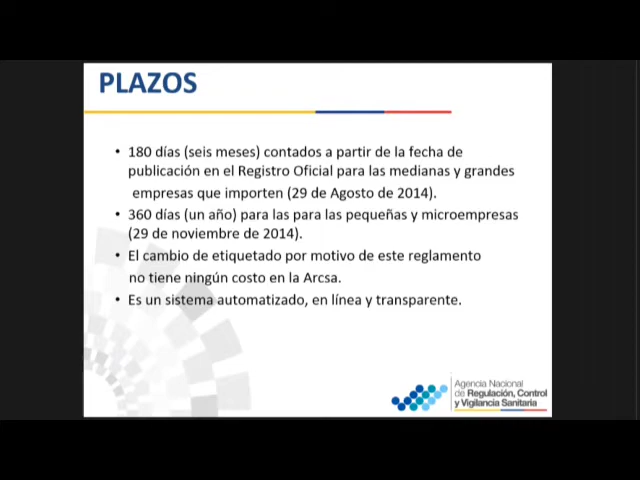 PLAZOS
• 180 días (seis meses) contados a partir de la fecha de
publicación en el Registro Oficial para las medianas y grandes
empresas que importen (29 de Agosto de 2014).
• 360 días (un año) para las para las pequeñas y microempresas
(29 de noviembre de 2014).
• El cambio de etiquetado por motivo de este reglamento
no tiene ningún costo en la Arcsa.
• Es un sistema automatizado, en línea y transparente.
Agencia Nacional
de Regulación, Control
y Vigilancia Sanitaria